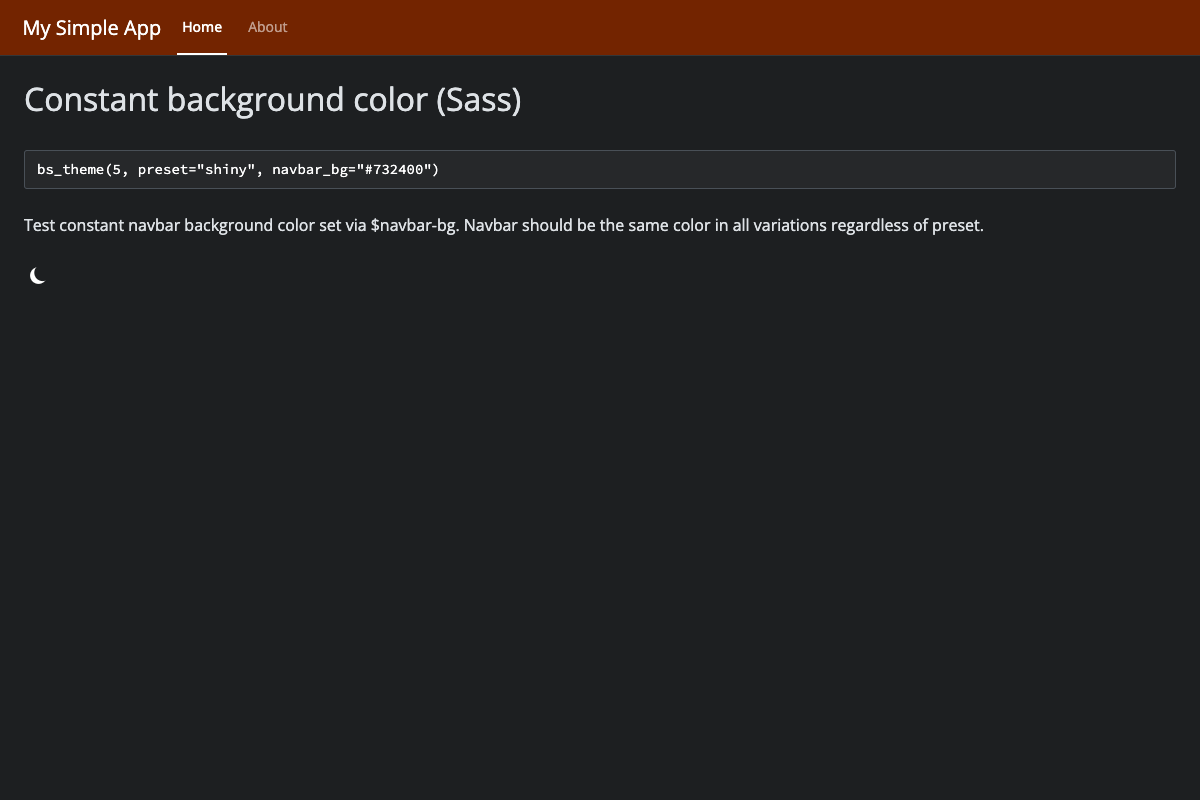 My Simple App Home About
Constant background color (Sass)
bs_theme(5, preset="shiny", navbar_bg="#732400")
Test constant navbar background color set via $navbar-bg. Navbar should be the same color in all variations regardless of preset.